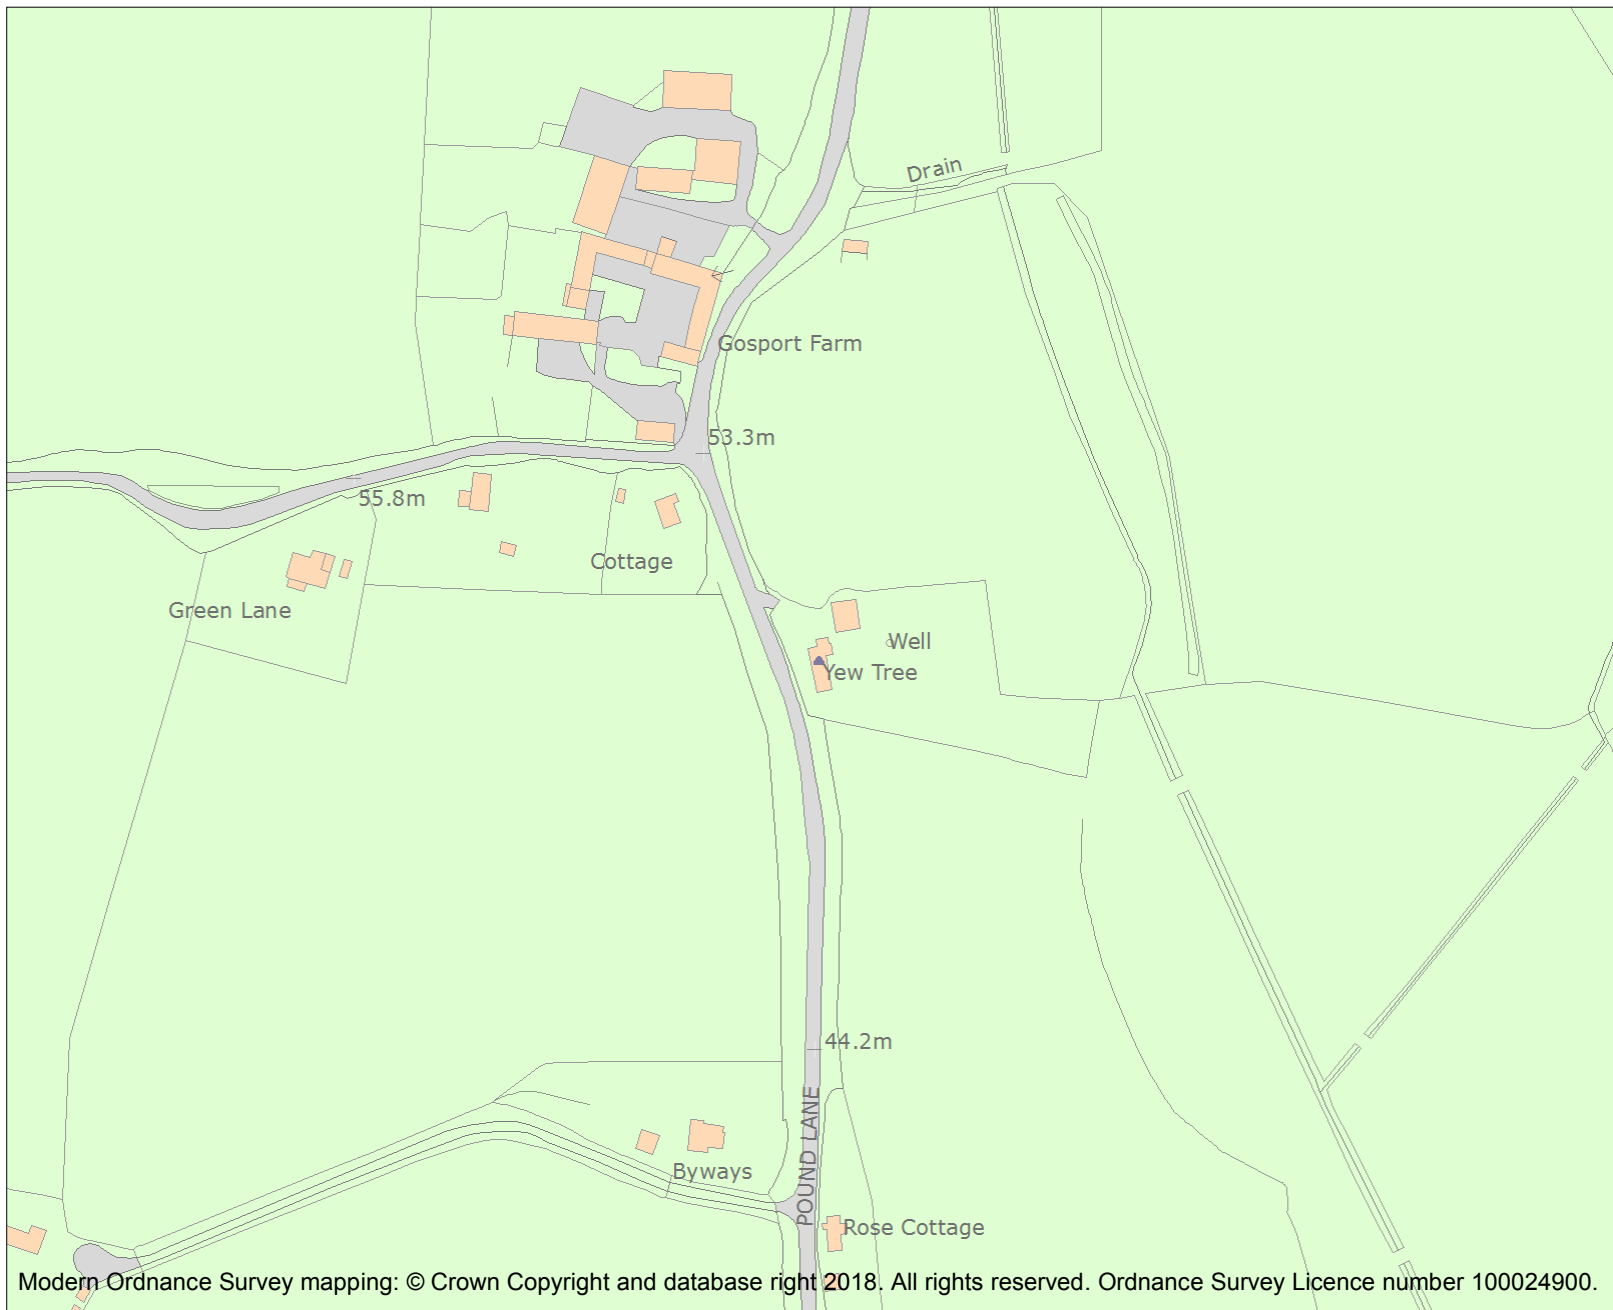 Drain
Gosport Farm
53.3m
55.8m
Cottage
Green Lane
Well
Yew Tree
44.2m
POUND LANE
Byways
Rose Cottage
Modern Ordnance Survey mapping: © Crown Copyright and database right 2018. All rights reserved. Ordnance Survey Licence number 100024900.